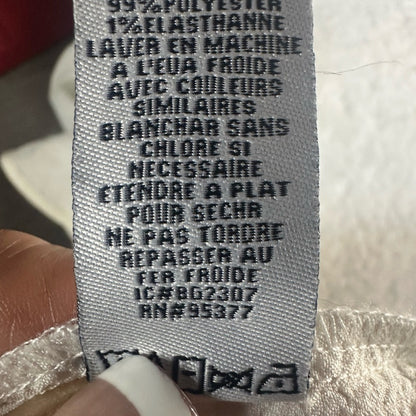 99%POLYESTER
1%ELASTHANNE
LAVER EN MACHINE
A L'EUA FROIDE
AVEC COULEURS
SIMILAIRES
BLANCHAR SANS
CHLORE SI
NECESSAIRE
ETENDRE A PLAT
POUR SECHR
NE PAS TORDRE
REPASSER AU
FER FROIDE
IC#BG2307
RN#95377